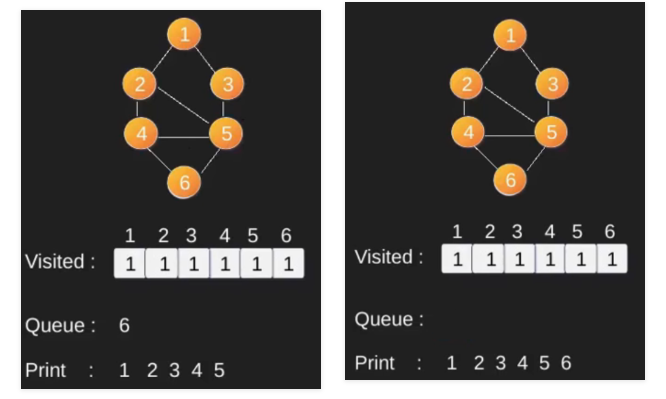 1
2 3
4 5
6
1 2 3 4 5 6
Visited : 1 1 1 1 1 1
Queue : 6
Print : 1 2 3 4 5
1
2 3
4 5
6
1 2 3 4 5 6
Visited : 1 1 1 1 1 1
Queue :
Print : 1 2 3 4 5 6